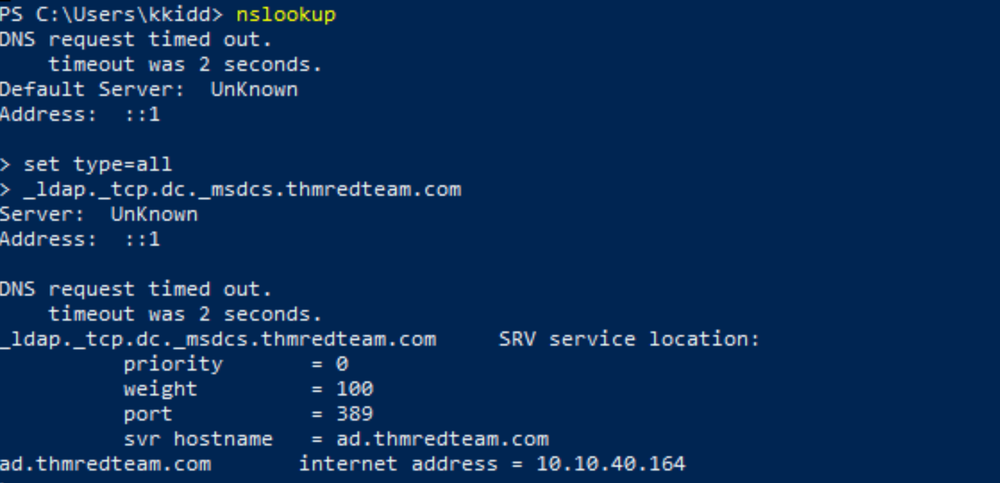 PS C:\Users\kkidd> nslookup
DNS request timed out.
    timeout was 2 seconds.
Default Server:  UnKnown
Address:  ::1

> set type=all
> _ldap._tcp.dc._msdcs.thmredteam.com
Server:  UnKnown
Address:  ::1

DNS request timed out.
    timeout was 2 seconds.
_ldap._tcp.dc._msdcs.thmredteam.com     SRV service location:
          priority       = 0
          weight         = 100
          port           = 389
          svr hostname   = ad.thmredteam.com
ad.thmredteam.com       internet address = 10.10.40.164